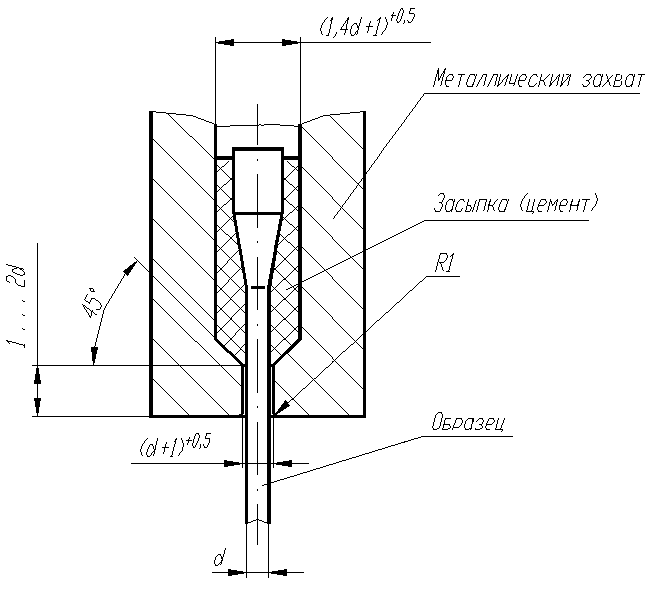 (1,4d+1)+0,5
Металлический захват
Засыпка (цемент)
R1
45°
1...2d
Образец
(d+1)+0,5
d